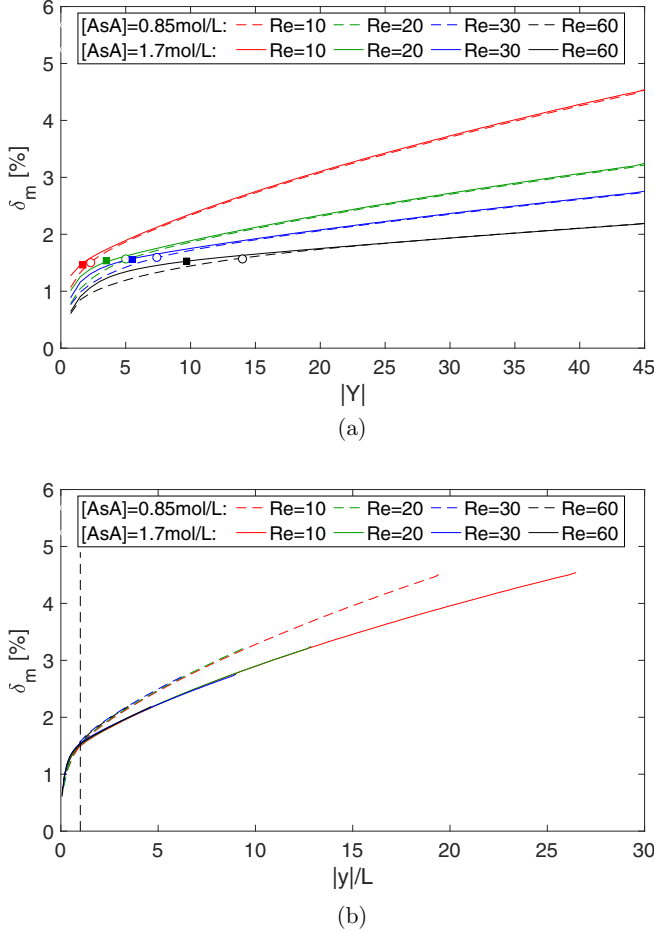 [AsA]=0.85mol/L: Re=10 Re=20 Re=30 Re=60
[AsA]=1.7mol/L: Re=10 Re=20 Re=30 Re=60
6
5
4
3
2
1
0
δm [%]
0 5 10 15 20 25 30 35 40 45
|Y|
(a)
[AsA]=0.85mol/L: Re=10 Re=20 Re=30 Re=60
[AsA]=1.7mol/L: Re=10 Re=20 Re=30 Re=60
6
5
4
3
2
1
0
δm [%]
0 5 10 15 20 25 30
|y|/L
(b)